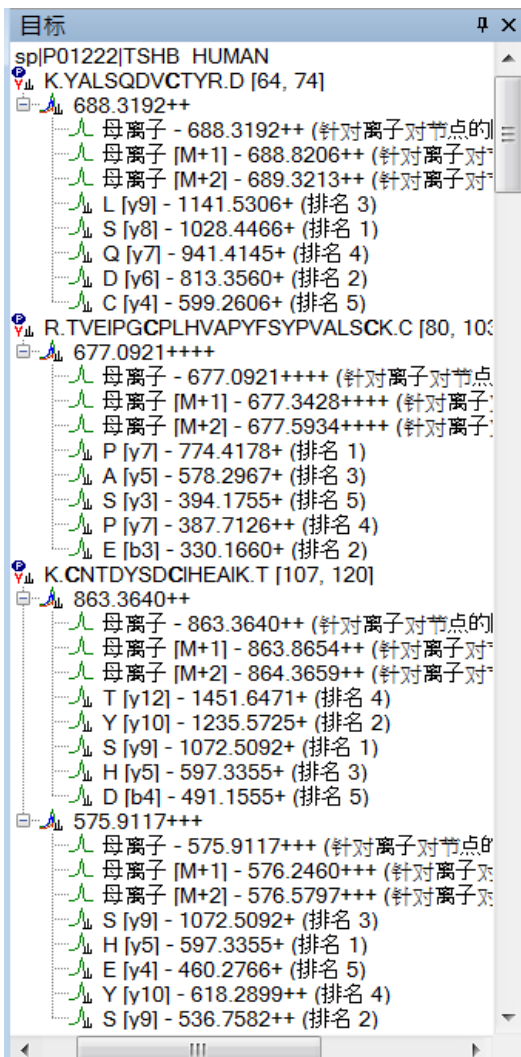 目标
sp|P01222|TSHB_HUMAN
K.YALSQDVCTYR.D [64, 74]
688.3192++
母离子 - 688.3192++ (针对离子对节点的
母离子 [M+1] - 688.8206++ (针对离子对
母离子 [M+2] - 689.3213++ (针对离子对
L [y9] - 1141.5306+ (排名 3)
S [y8] - 1028.4466+ (排名 1)
Q [y7] - 941.4145+ (排名 4)
D [y6] - 813.3560+ (排名 2)
C [y4] - 599.2606+ (排名 5)
R.TVEIPGCPLHVAPYFSYPVALSCK.C [80, 103
677.0921++++
母离子 - 677.0921++++ (针对离子对节点
母离子 [M+1] - 677.3428++++ (针对离子
母离子 [M+2] - 677.5934++++ (针对离子
P [y7] - 774.4178+ (排名 1)
A [y5] - 578.2967+ (排名 3)
S [y3] - 394.1755+ (排名 5)
P [y7] - 387.7126++ (排名 4)
E [b3] - 330.1660+ (排名 2)
K.CNTDYSDCIHEAIK.T [107, 120]
863.3640++
母离子 - 863.3640++ (针对离子对节点的
母离子 [M+1] - 863.8654++ (针对离子对
母离子 [M+2] - 864.3659++ (针对离子对
T [y12] - 1451.6471+ (排名 4)
Y [y10] - 1235.5725+ (排名 2)
S [y9] - 1072.5092+ (排名 1)
H [y5] - 597.3355+ (排名 3)
D [b4] - 491.1555+ (排名 5)
575.9117+++
母离子 - 575.9117+++ (针对离子对节点的
母离子 [M+1] - 576.2460+++ (针对离子对
母离子 [M+2] - 576.5797+++ (针对离子对
S [y9] - 1072.5092+ (排名 3)
H [y5] - 597.3355+ (排名 1)
E [y4] - 460.2766+ (排名 5)
Y [y10] - 618.2899++ (排名 4)
S [y9] - 536.7582++ (排名 2)